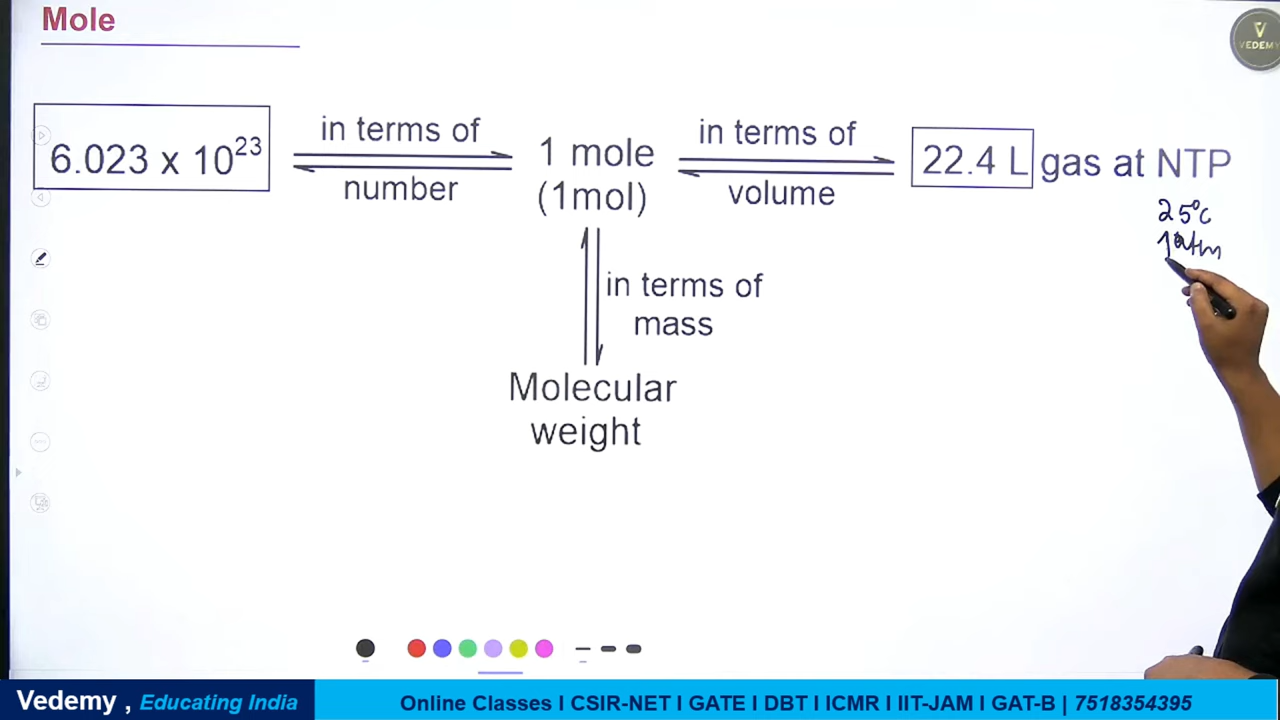 Mole
VEDEMY
6.023 x 10²³
in terms of
number
1 mole
(1mol)
in terms of
volume
22.4 L gas at NTP
25°C
1atm
in terms of
mass
Molecular
weight
Vedemy , Educating India
Online Classes I CSIR-NET I GATE I DBT I ICMR I IIT-JAM I GAT-B | 7518354395